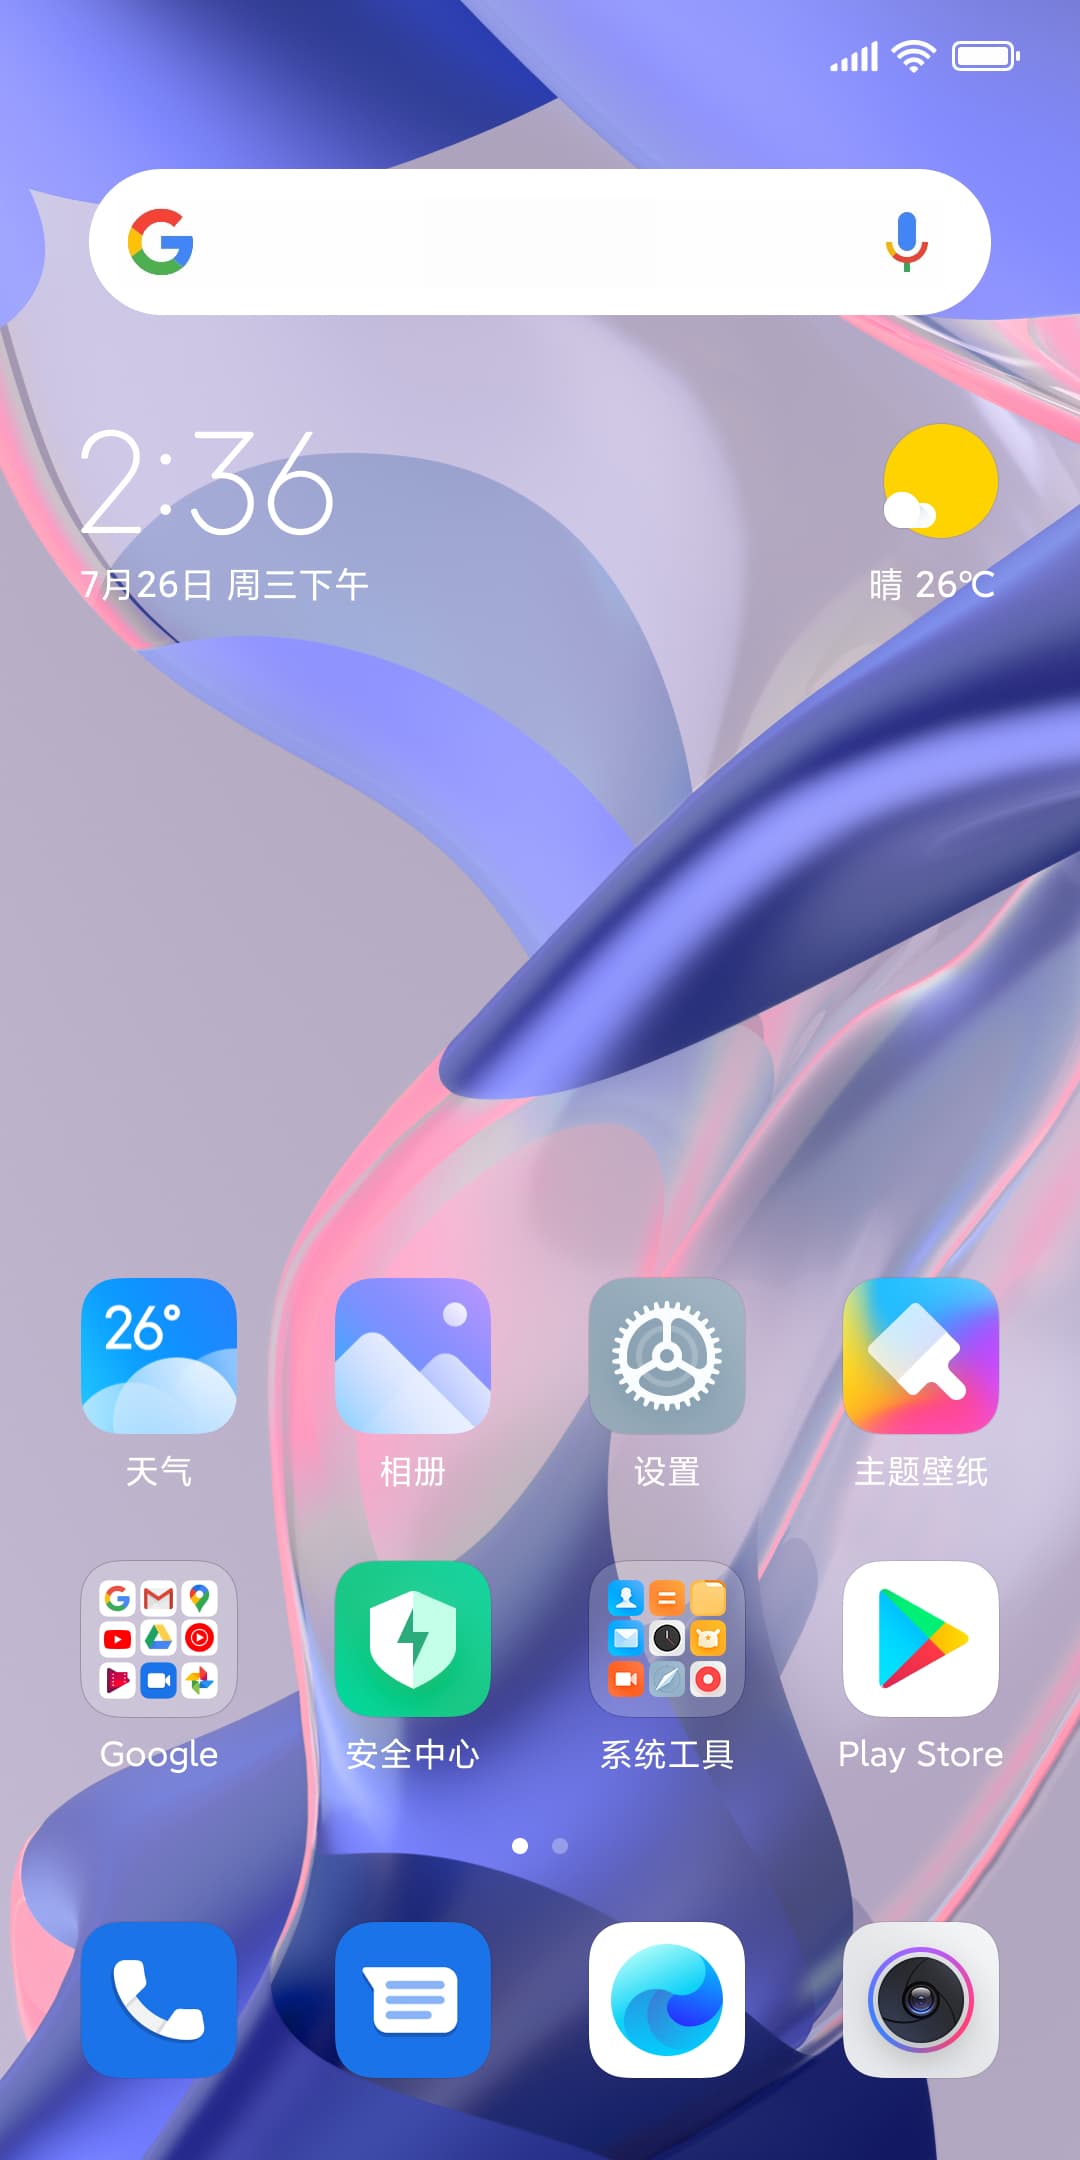 2:36
7月26日 周三下午
晴 26℃
26°
天气
相册
设置
主题壁纸
Google
安全中心
系统工具
Play Store